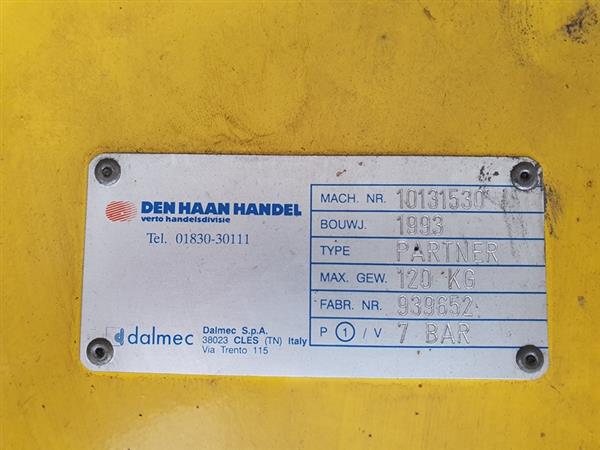 DEN HAAN HANDEL
verto handelsdivisie
Tel. 01830-30111
MACH. NR. 10131530
BOUWJ. 1993
TYPE PARTNER
MAX. GEW. 120 KG
FABR. NR. 939652
P 1 / V 7 BAR
dalmec
Dalmec S.p.A.
38023 CLES (TN) Italy
Via Trento 115